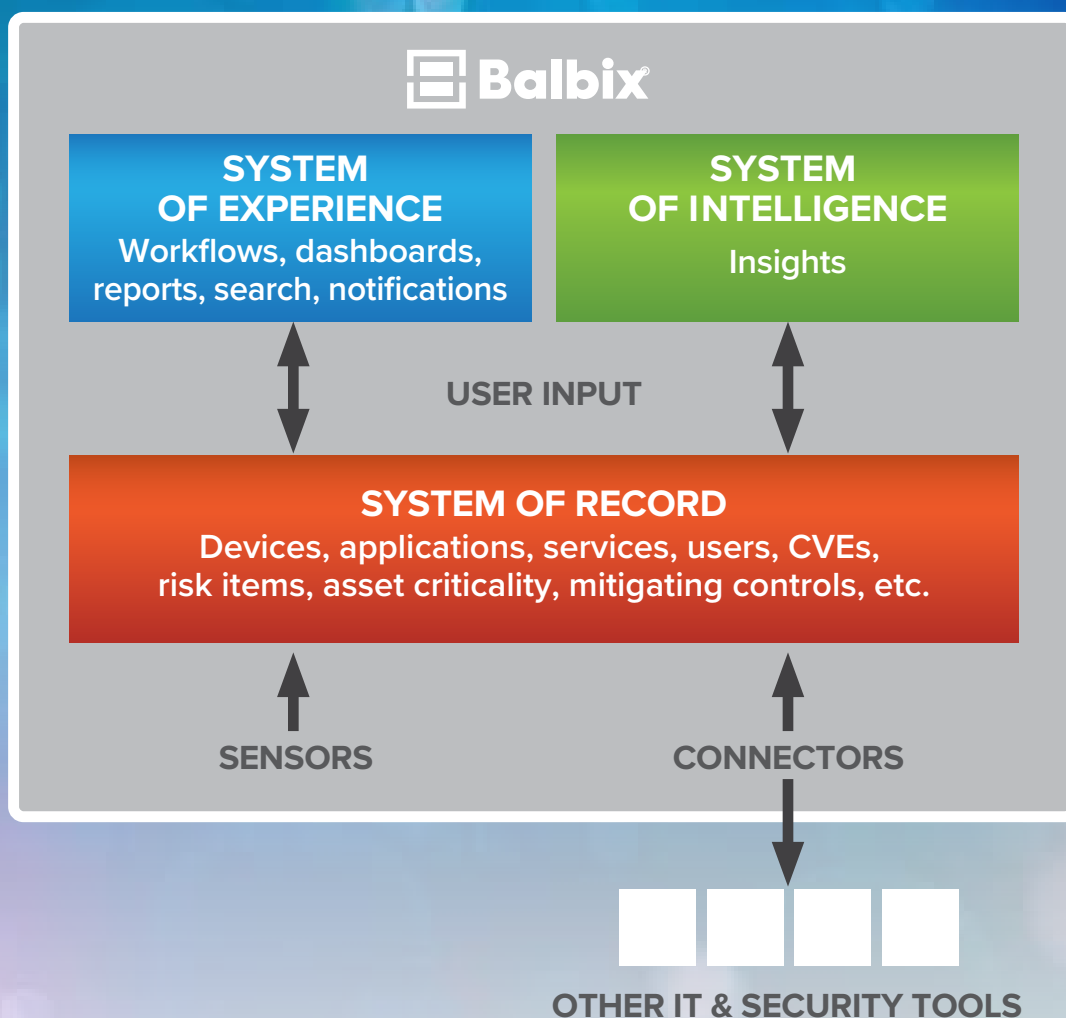 Balbix®
SYSTEM
OF EXPERIENCE
Workflows, dashboards,
reports, search, notifications
SYSTEM
OF INTELLIGENCE
Insights
USER INPUT
SYSTEM OF RECORD
Devices, applications, services, users, CVEs,
risk items, asset criticality, mitigating controls, etc.
SENSORS
CONNECTORS
OTHER IT & SECURITY TOOLS